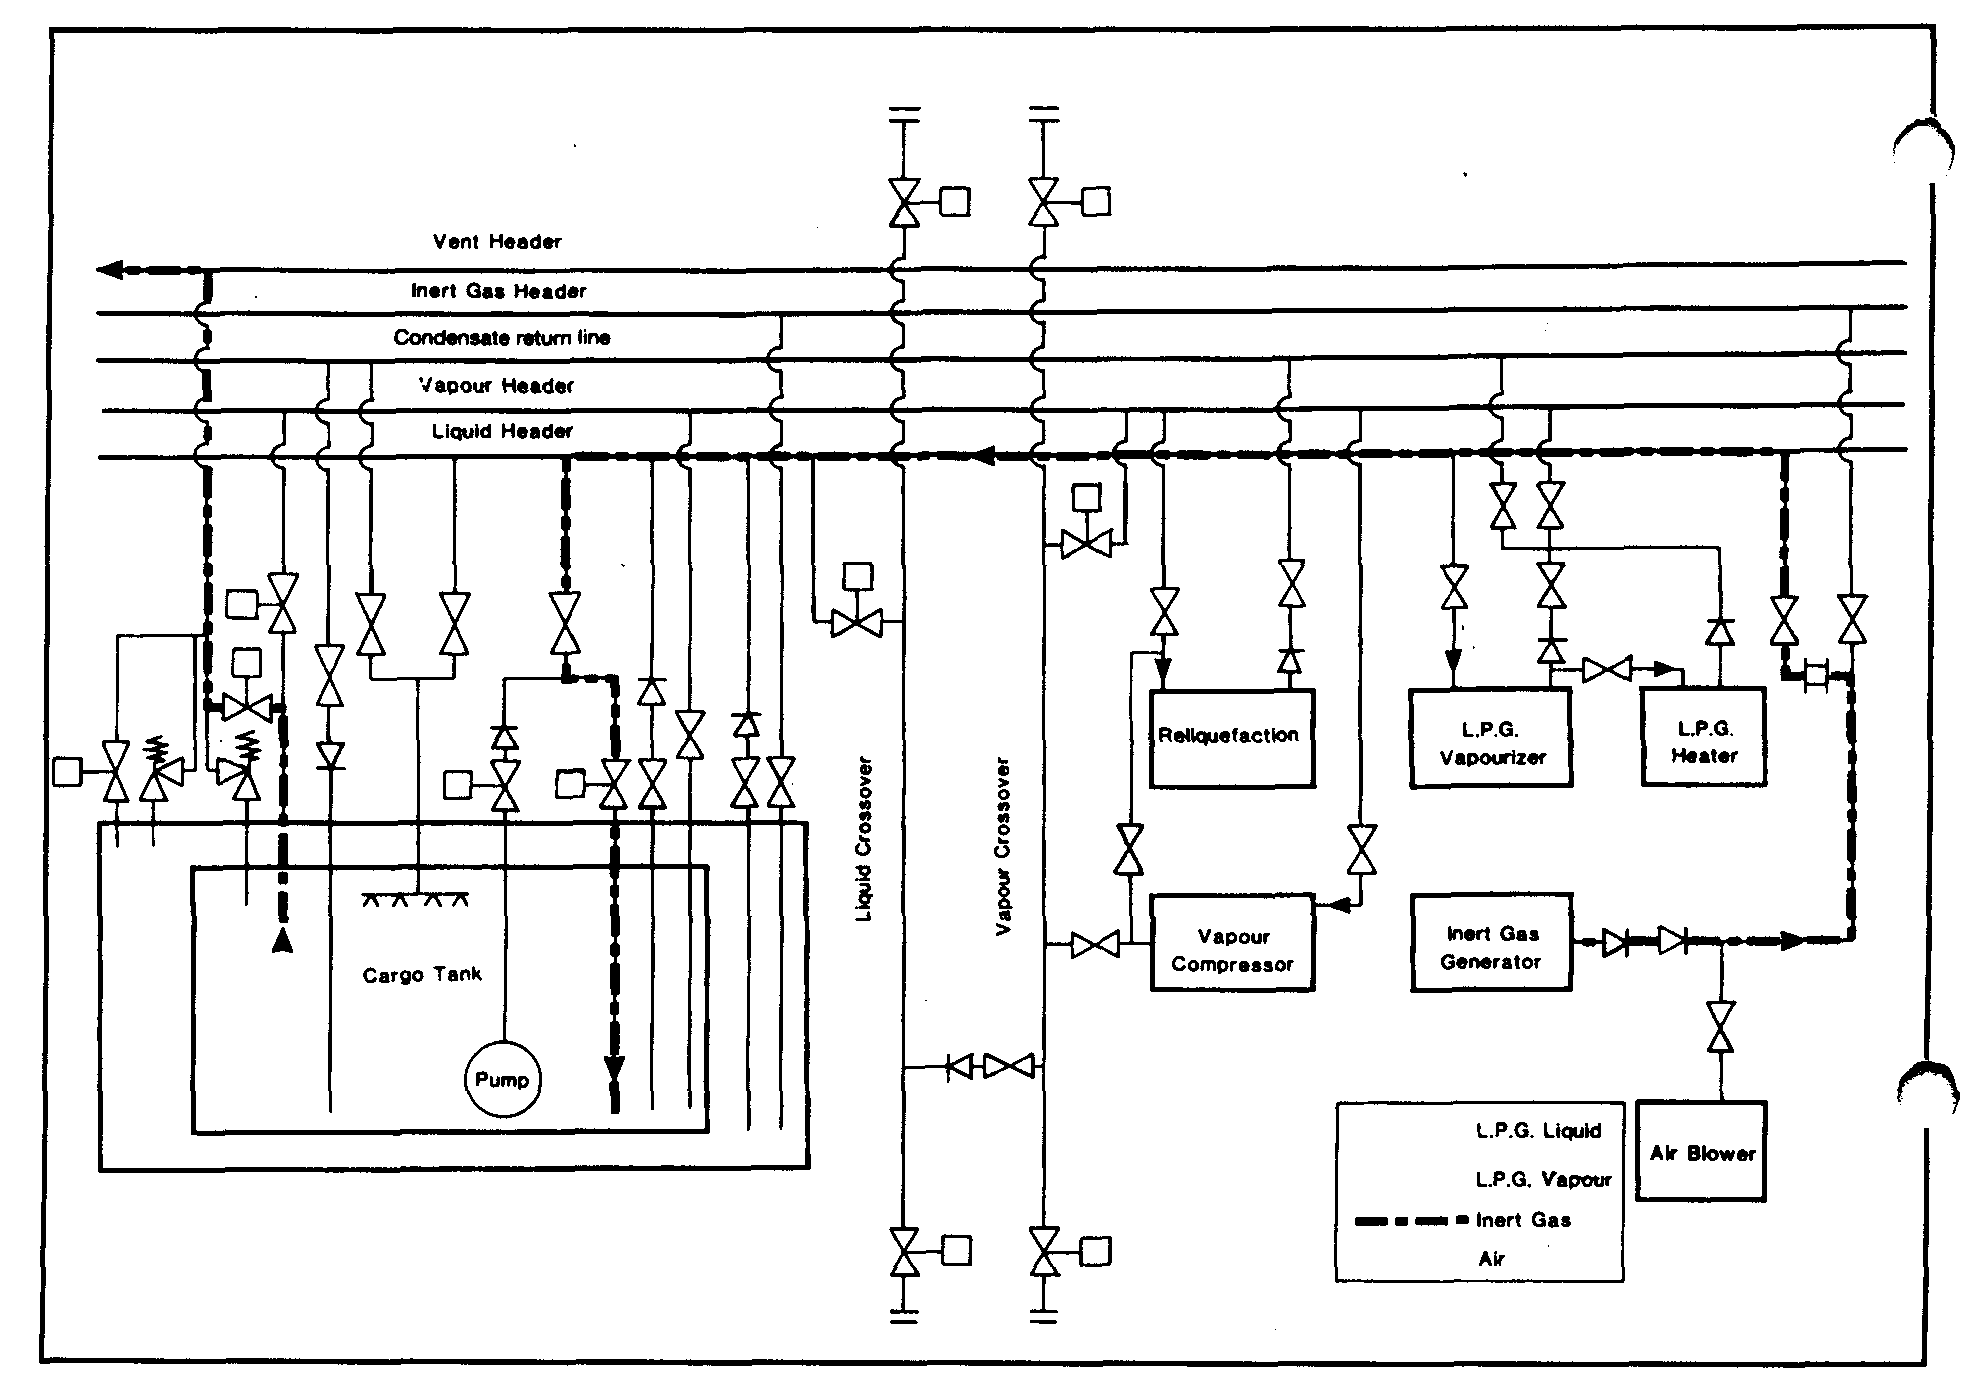 Vent Header
Inert Gas Header
Condensate return line
Vapour Header
Liquid Header
Reliquefaction
L.P.G.
Vapourizer
L.P.G.
Heater
Liquid Crossover
Vapour Crossover
Vapour
Compressor
Inert Gas
Generator
Cargo Tank
Pump
Air Blower
L.P.G. Liquid
L.P.G. Vapour
Inert Gas
Air